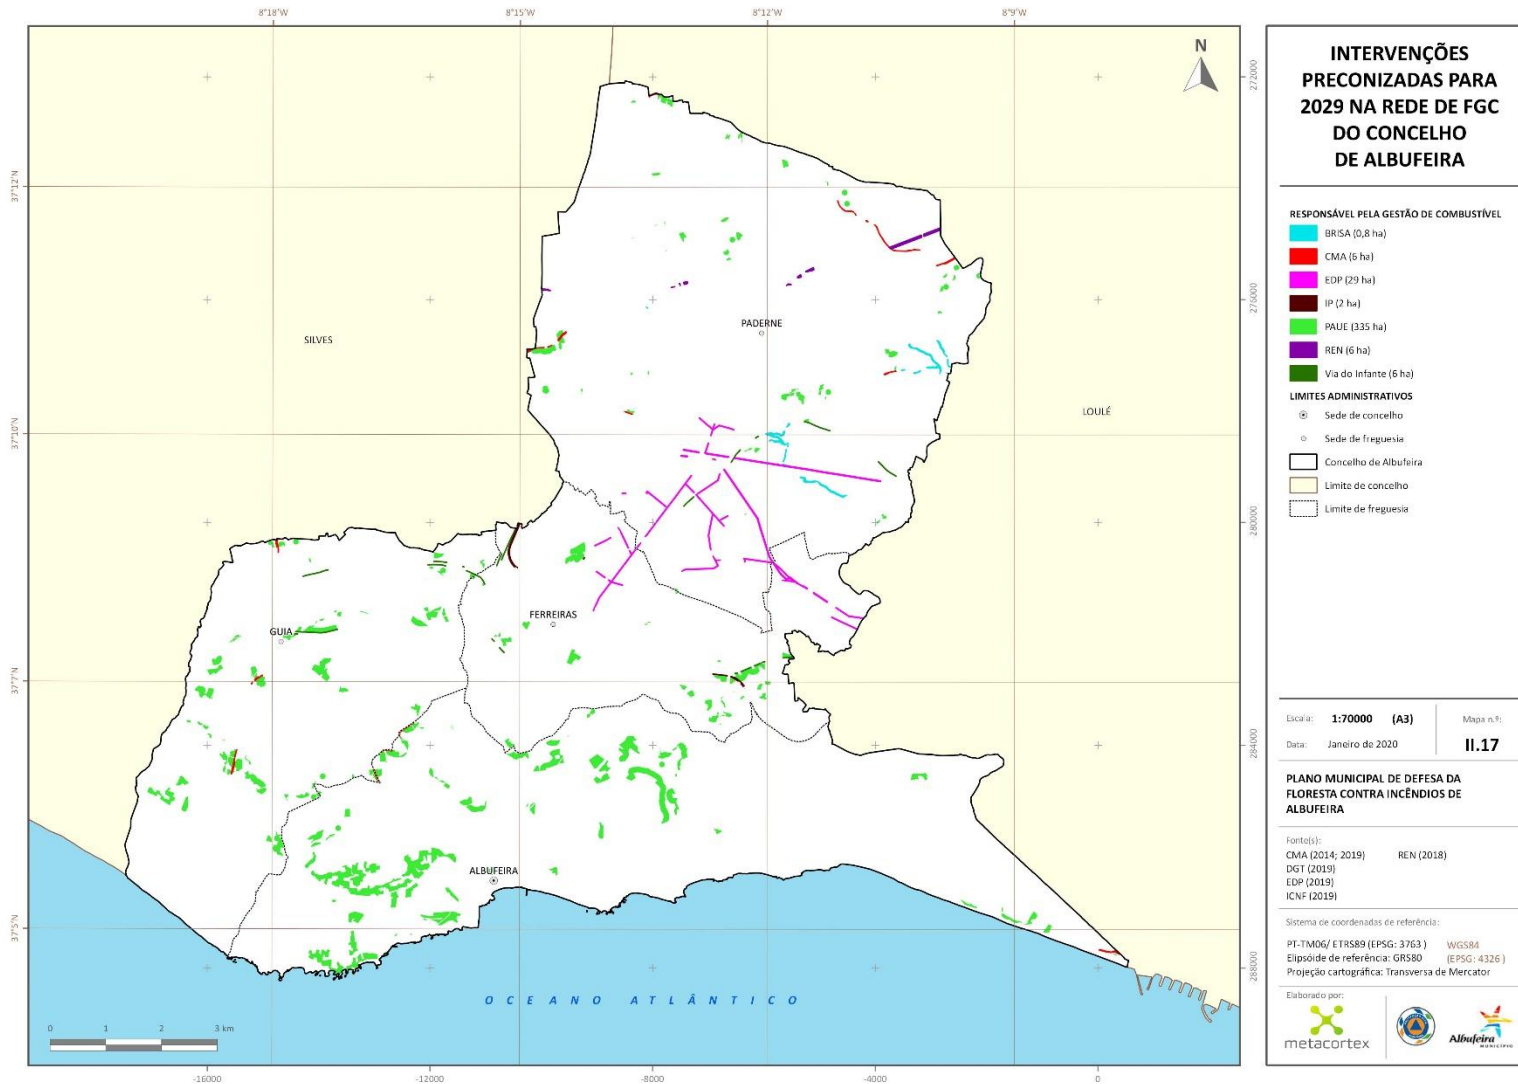 8°18'W
8°15'W
8°12'W
8°9'W
N
272000
37°12'N
276000
PADERNE
SILVES
LOULÉ
37°10'N
280000
FERREIRAS
GUIA
37°7'N
284000
ALBUFEIRA
37°5'N
288000
OCEANO ATLÂNTICO
0 1 2 3 km
-16000
-12000
-8000
-4000
0
INTERVENÇÕES
PRECONIZADAS PARA
2029 NA REDE DE FGC
DO CONCELHO
DE ALBUFEIRA
RESPONSÁVEL PELA GESTÃO DE COMBUSTÍVEL
BRISA (0,8 ha)
CMA (6 ha)
EDP (29 ha)
IP (2 ha)
PAUE (335 ha)
REN (6 ha)
Via do Infante (6 ha)
LIMITES ADMINISTRATIVOS
Sede de concelho
Sede de freguesia
Concelho de Albufeira
Limite de concelho
Limite de freguesia
Escala: 1:70000 (A3)
Mapa n.º:
Data: Janeiro de 2020
II.17
PLANO MUNICIPAL DE DEFESA DA
FLORESTA CONTRA INCÊNDIOS DE
ALBUFEIRA
Fonte(s):
CMA (2014; 2019) REN (2018)
DGT (2019)
EDP (2019)
ICNF (2019)
Sistema de coordenadas de referência:
PT-TM06/ ETRS89 (EPSG: 3763 ) WGS84
Elipsóide de referência: GRS80 (EPSG: 4326 )
Projeção cartográfica: Transversa de Mercator
Elaborado por:
metacortex
Albufeira
MUNICÍPIO